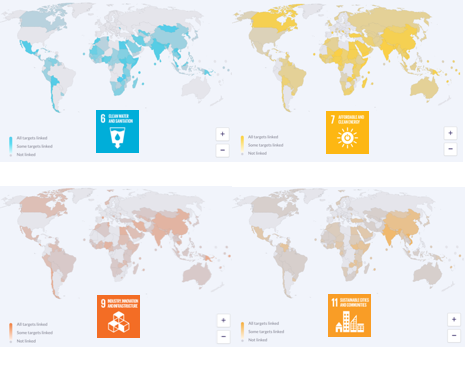 6 CLEAN WATER
AND SANITATION
All targets linked
Some targets linked
Not linked
+
−
7 AFFORDABLE AND
CLEAN ENERGY
All targets linked
Some targets linked
Not linked
+
−
9 INDUSTRY, INNOVATION
AND INFRASTRUCTURE
All targets linked
Some targets linked
Not linked
+
−
11 SUSTAINABLE CITIES
AND COMMUNITIES
All targets linked
Some targets linked
Not linked
+
−